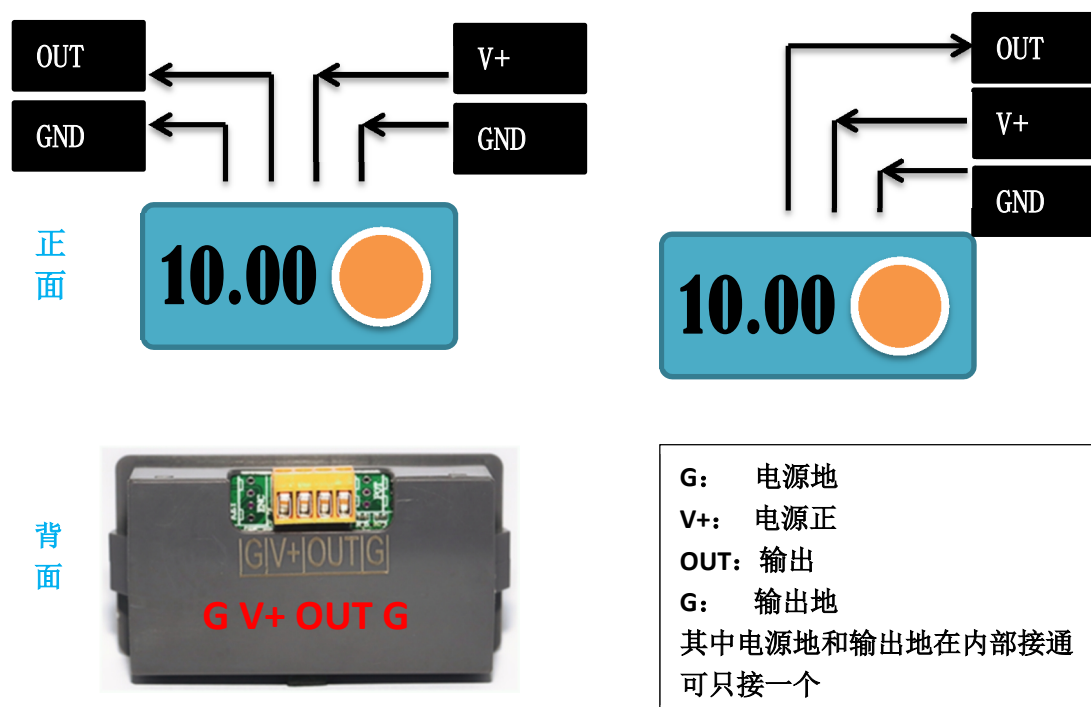 OUT
GND
V+
GND
OUT
V+
GND
正面
10.00
10.00
背面
G V+ OUT G
G V+ OUT G
G： 电源地
V+： 电源正
OUT：输出
G： 输出地
其中电源地和输出地在内部接通
可只接一个